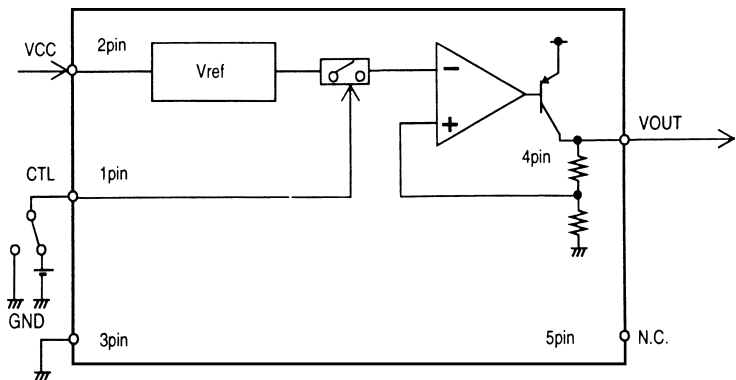 VCC
2pin
Vref
VOUT
4pin
CTL
1pin
GND
3pin
5pin
N.C.